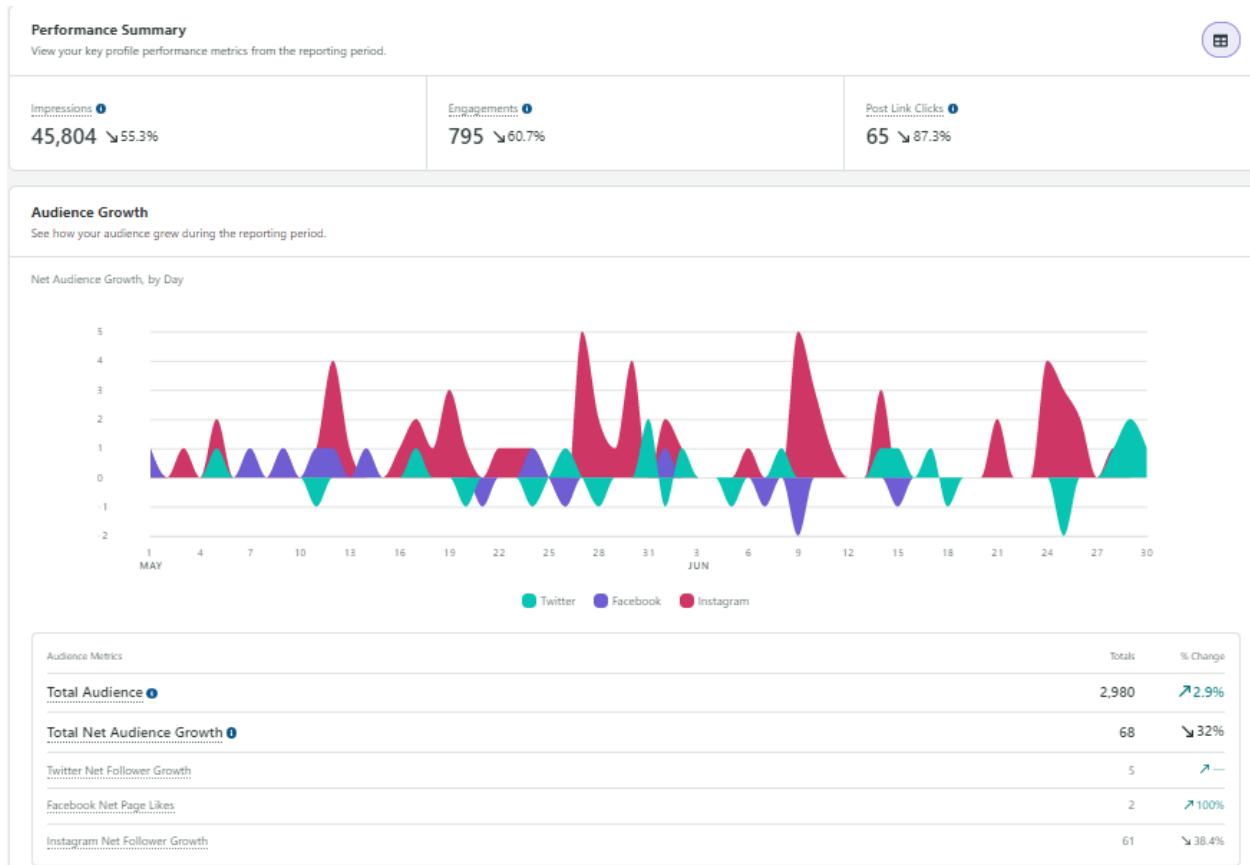 Performance Summary
View your key profile performance metrics from the reporting period.
Impressions
45,804 ↘55.3%
Engagements
795 ↘60.7%
Post Link Clicks
65 ↘87.3%
Audience Growth
See how your audience grew during the reporting period.
Net Audience Growth, by Day
5
4
3
2
1
0
-1
-2
1 4 7 10 13 16 19 22 25 28 31 3 6 9 12 15 18 21 24 27 30
MAY JUN
Twitter Facebook Instagram
Audience Metrics Totals % Change
Total Audience 2,980 ↗2.9%
Total Net Audience Growth 68 ↘32%
Twitter Net Follower Growth 5 ↗—
Facebook Net Page Likes 2 ↗100%
Instagram Net Follower Growth 61 ↘38.4%